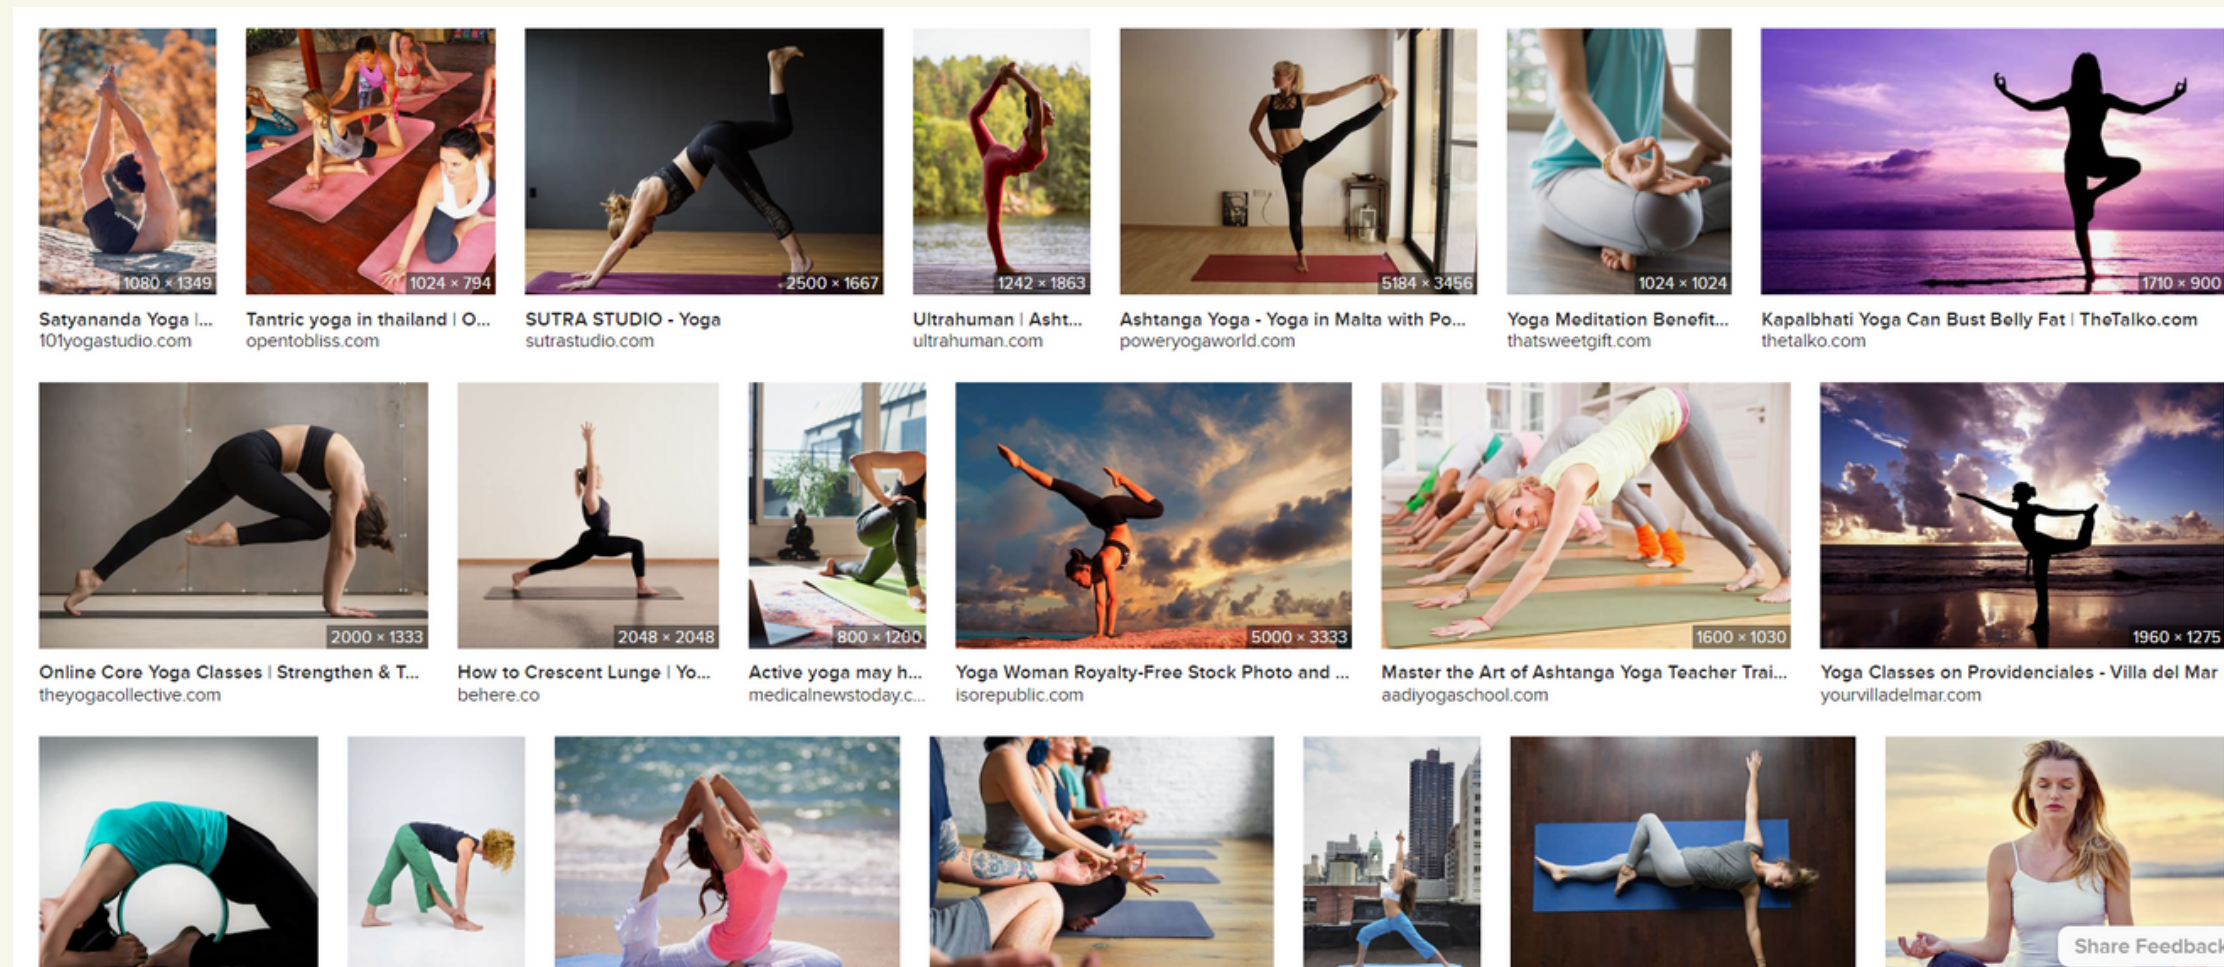 1080 × 1349
1024 × 794
2500 × 1667
1242 × 1863
5184 × 3456
1024 × 1024
1710 × 900
Satyananda Yoga |...
101yogastudio.com
Tantric yoga in thailand | O...
opentobliss.com
SUTRA STUDIO - Yoga
sutrastudio.com
Ultrahuman | Asht...
ultrahuman.com
Ashtanga Yoga - Yoga in Malta with Po...
poweryogaworld.com
Yoga Meditation Benefit...
thatsweetgift.com
Kapalbhati Yoga Can Bust Belly Fat | TheTalko.com
thetalko.com
2000 × 1333
2048 × 2048
800 × 1200
5000 × 3333
1600 × 1030
1960 × 1275
Online Core Yoga Classes | Strengthen & T...
theyogacollective.com
How to Crescent Lunge | Yo...
behere.co
Active yoga may h...
medicalnewstoday.c...
Yoga Woman Royalty-Free Stock Photo and ...
isorepublic.com
Master the Art of Ashtanga Yoga Teacher Trai...
aadiyogaschool.com
Yoga Classes on Providenciales - Villa del Mar
yourvilladelmar.com
Share Feedback